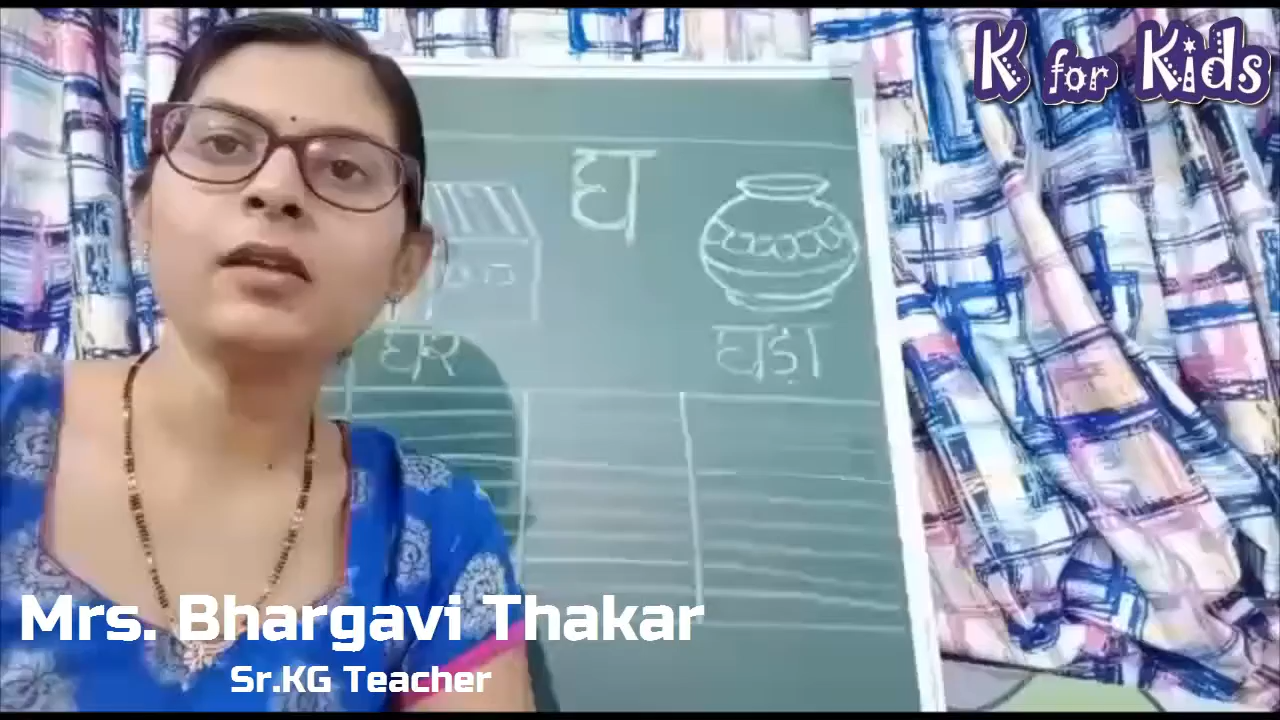 K for Kids
घ
घर
घड़ा
Mrs. Bhargavi Thakar
Sr.KG Teacher